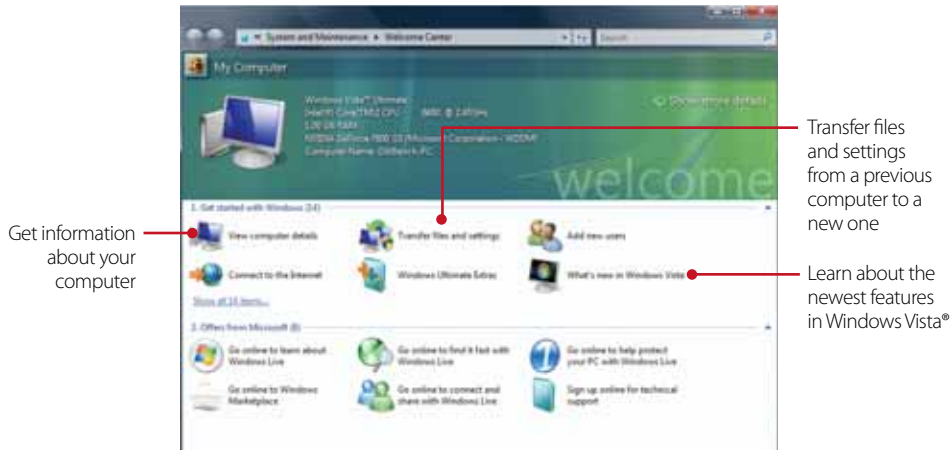 System and Maintenance ▸ Welcome Center
Search
My Computer
Windows Vista™ Ultimate
Show more details
Computer Name:
welcome
1. Get started with Windows (14)
View computer details
Transfer files and settings
Add new users
Connect to the Internet
Windows Ultimate Extras
What's new in Windows Vista
Show all 14 items...
2. Offers from Microsoft (8)
Go online to learn about
Windows Live
Go online to find it fast with
Windows Live
Go online to help protect
your PC with Windows Live
Go online to Windows
Marketplace
Go online to connect and
share with Windows Live
Sign up online for technical
support
Get information
about your
computer
Transfer files
and settings
from a previous
computer to a
new one
Learn about the
newest features
in Windows Vista®